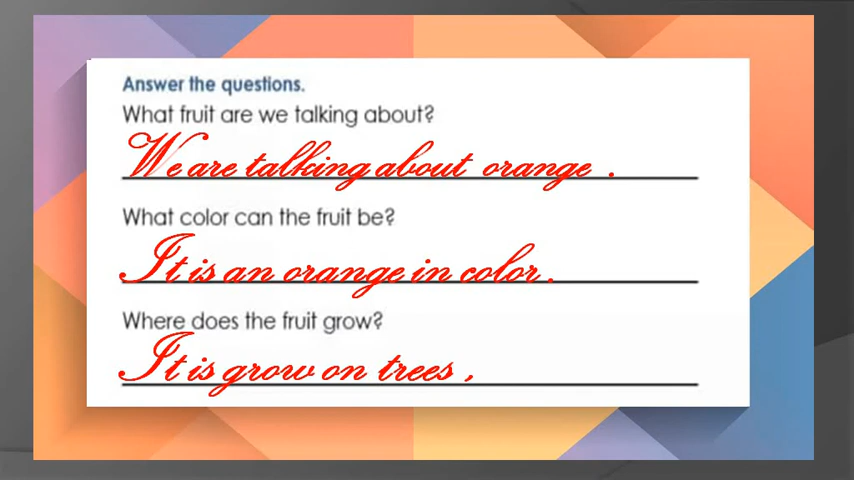 Answer the questions.
What fruit are we talking about?
We are talking about orange .
What color can the fruit be?
It is an orange in color.
Where does the fruit grow?
It is grow on trees ,